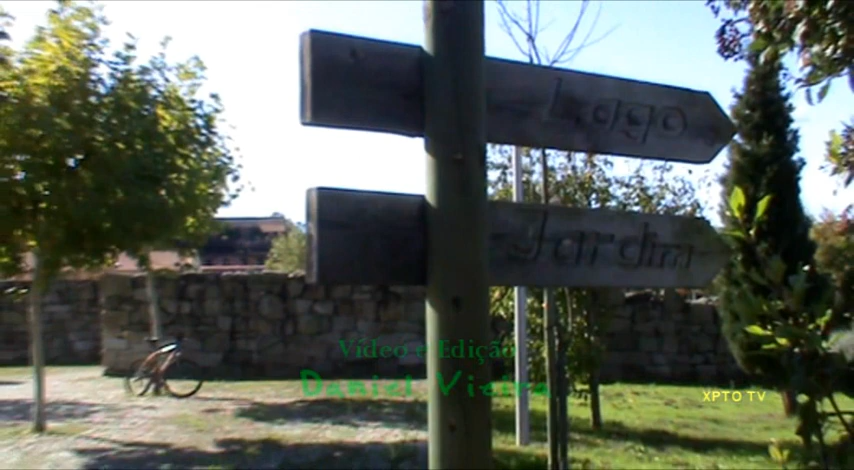 Lago
Jardim
Vídeo e Edição
Daniel Vieira
XPTO TV